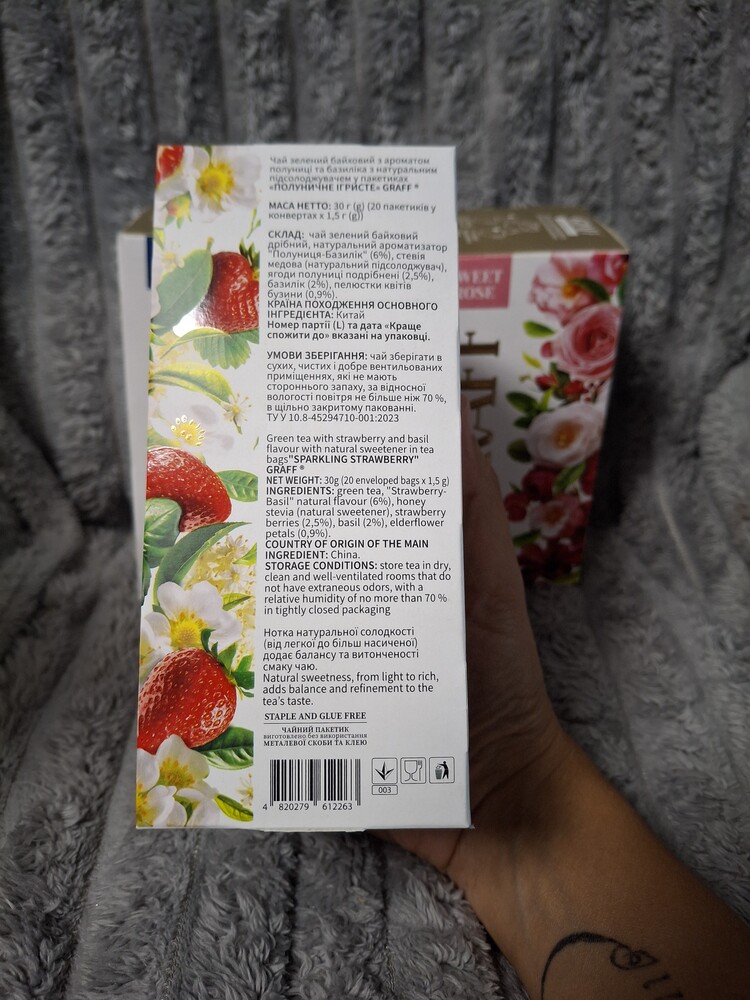 Чай зелений байховий з ароматом
полуниці та базиліка з натуральним
підсолоджувачем у пакетиках
«ПОЛУНИЧНЕ ІГРИСТЕ» GRAFF ®
МАСА НЕТТО: 30 г (g) (20 пакетиків у
конвертах х 1,5 г (g))
СКЛАД: чай зелений байховий
дрібний, натуральний ароматизатор
"Полуниця-Базилік" (6%), стевія
медова (натуральний підсолоджувач),
ягоди полуниці подрібнені (2,5%),
базилік (2%), пелюстки квітів
бузини (0,9%).
КРАЇНА ПОХОДЖЕННЯ ОСНОВНОГО
ІНГРЕДІЄНТА: Китай
Номер партії (L) та дата «Краще
спожити до» вказані на упаковці.
УМОВИ ЗБЕРІГАННЯ: чай зберігати в
сухих, чистих і добре вентильованих
приміщеннях, які не мають
стороннього запаху, за відносної
вологості повітря не більше ніж 70 %,
в щільно закритому пакованні.
ТУ У 10.8-45294710-001:2023
Green tea with strawberry and basil
flavour with natural sweetener in tea
bags"SPARKLING STRAWBERRY"
GRAFF ®
NET WEIGHT: 30g (20 enveloped bags x 1,5 g)
INGREDIENTS: green tea, "Strawberry-
Basil" natural flavour (6%), honey
stevia (natural sweetener), strawberry
berries (2,5%), basil (2%), elderflower
petals (0,9%).
COUNTRY OF ORIGIN OF THE MAIN
INGREDIENT: China.
STORAGE CONDITIONS: store tea in dry,
clean and well-ventilated rooms that do
not have extraneous odors, with a
relative humidity of no more than 70 %
in tightly closed packaging
Нотка натуральної солодкості
(від легкої до більш насиченої)
додає балансу та витонченості
смаку чаю.
Natural sweetness, from light to rich,
adds balance and refinement to the
tea's taste.
STAPLE AND GLUE FREE
ЧАЙНИЙ ПАКЕТИК
виготовлено без використання
МЕТАЛЕВОЇ СКОБИ ТА КЛЕЮ
4 820279 612263
003
SWEET
ROSE